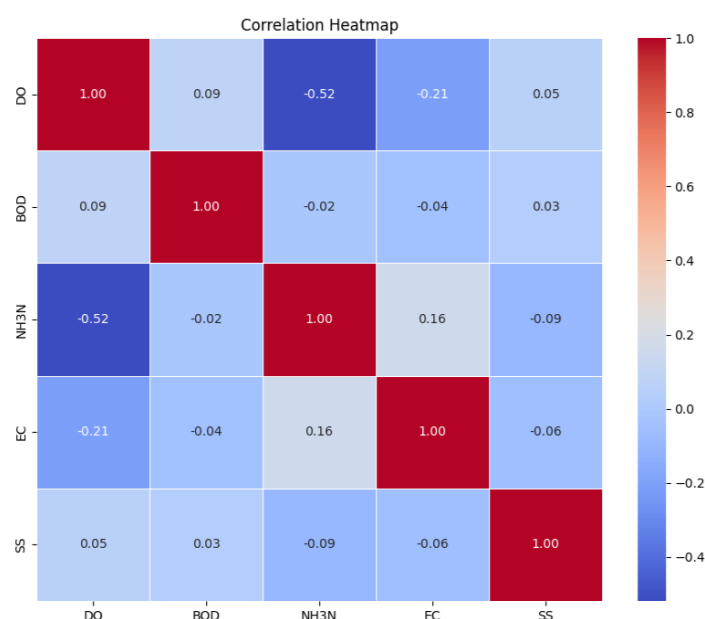 Correlation Heatmap
DO 1.00 0.09 -0.52 -0.21 0.05
BOD 0.09 1.00 -0.02 -0.04 0.03
NH3N -0.52 -0.02 1.00 0.16 -0.09
EC -0.21 -0.04 0.16 1.00 -0.06
SS 0.05 0.03 -0.09 -0.06 1.00
DO BOD NH3N EC SS
1.0
0.8
0.6
0.4
0.2
0.0
−0.2
−0.4